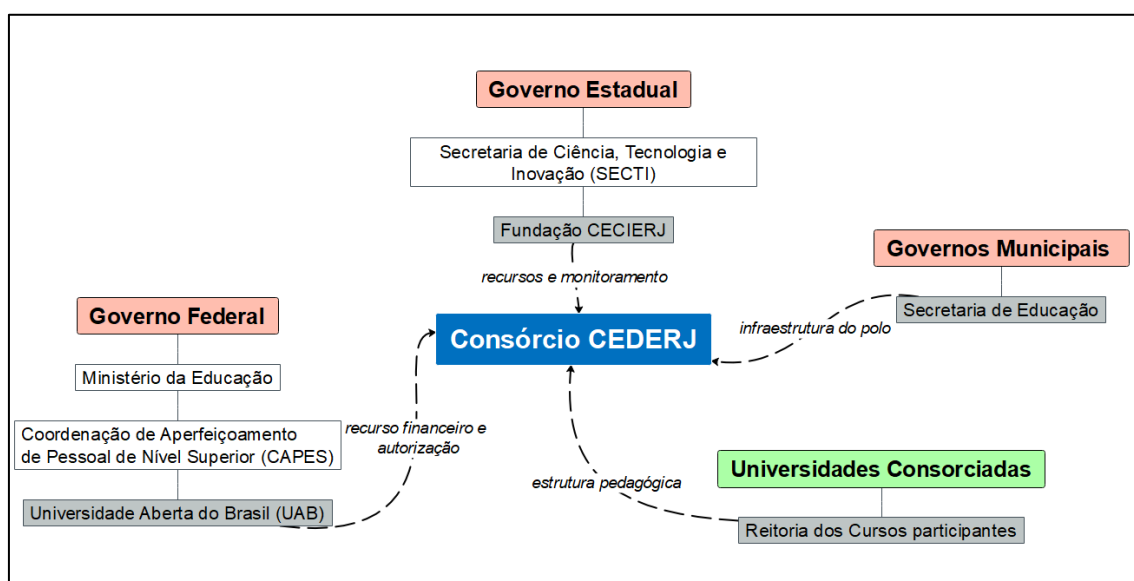 Governo Estadual
Secretaria de Ciência, Tecnologia e
Inovação (SECTI)
Fundação CECIERJ
recursos e monitoramento
Governos Municipais
Secretaria de Educação
infraestrutura do polo
Governo Federal
Ministério da Educação
Coordenação de Aperfeiçoamento
de Pessoal de Nível Superior (CAPES)
Universidade Aberta do Brasil (UAB)
recurso financeiro e
autorização
Consórcio CEDERJ
estrutura pedagógica
Universidades Consorciadas
Reitoria dos Cursos participantes